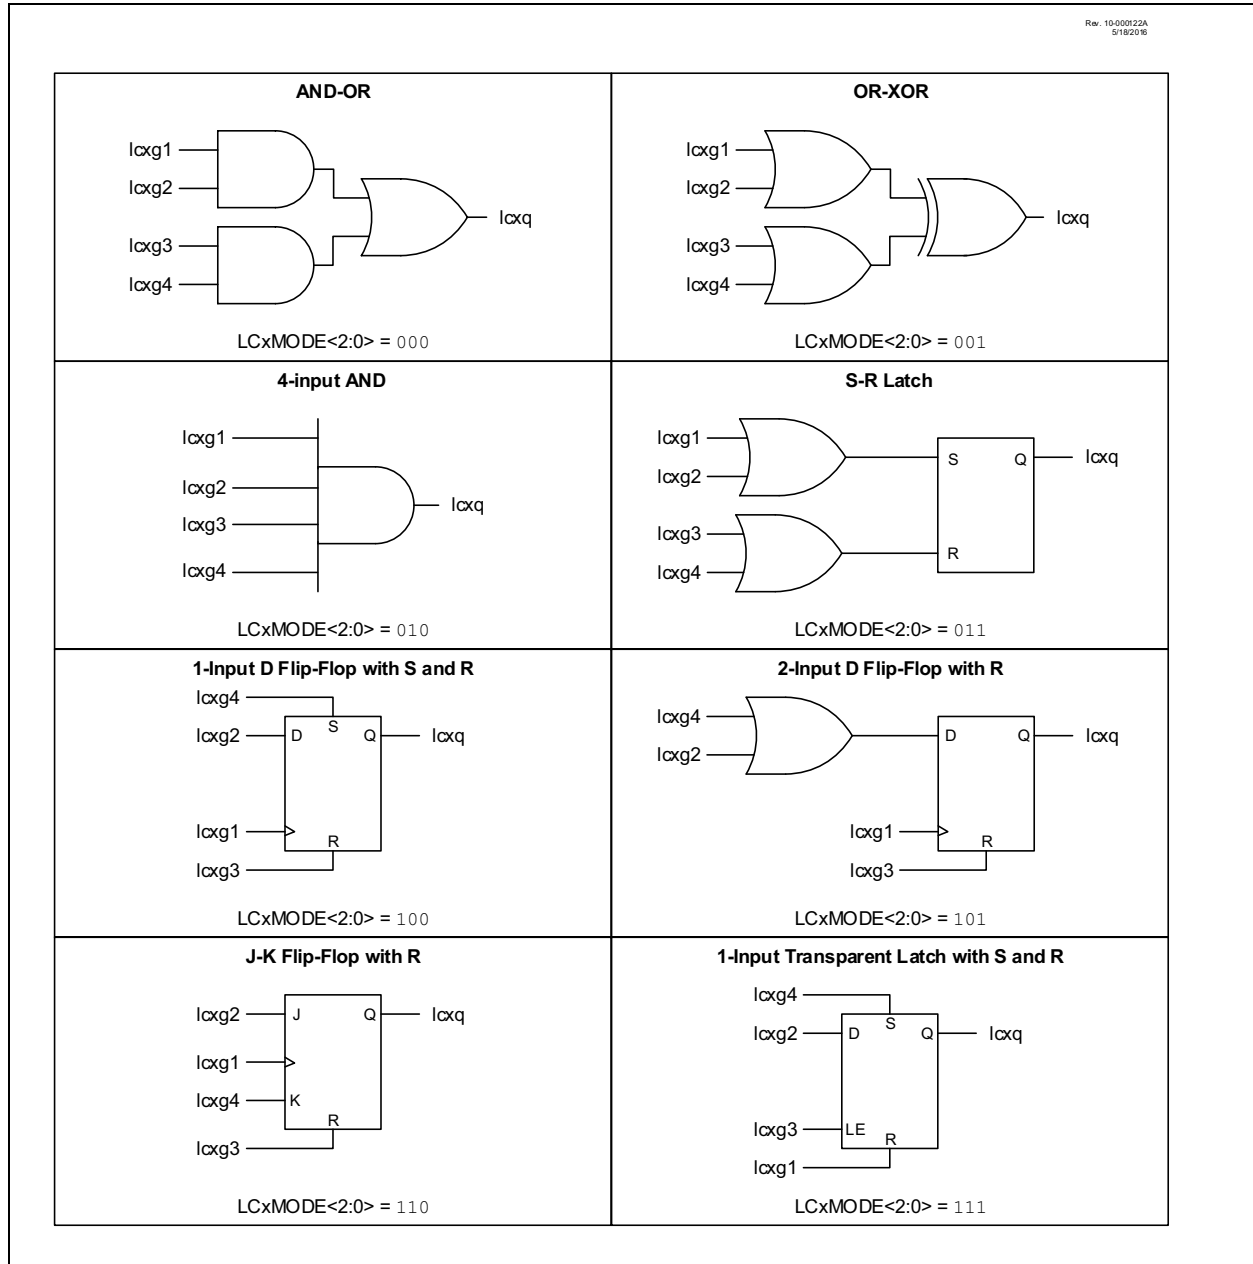 Rev. 10-000122A
5/18/2016
AND-OR
lcxg1
lcxg2
lcxg3
lcxg4
lcxq
LCxMODE<2:0> = 000
OR-XOR
lcxg1
lcxg2
lcxg3
lcxg4
lcxq
LCxMODE<2:0> = 001
4-input AND
lcxg1
lcxg2
lcxg3
lcxg4
lcxq
LCxMODE<2:0> = 010
S-R Latch
lcxg1
lcxg2
lcxg3
lcxg4
S
Q
lcxq
R
LCxMODE<2:0> = 011
1-Input D Flip-Flop with S and R
lcxg4
S
lcxg2
D
Q
lcxq
lcxg1
R
lcxg3
LCxMODE<2:0> = 100
2-Input D Flip-Flop with R
lcxg4
lcxg2
D
Q
lcxq
lcxg1
R
lcxg3
LCxMODE<2:0> = 101
J-K Flip-Flop with R
lcxg2
J
Q
lcxq
lcxg1
lcxg4
K
R
lcxg3
LCxMODE<2:0> = 110
1-Input Transparent Latch with S and R
lcxg4
S
lcxg2
D
Q
lcxq
lcxg3
LE
R
lcxg1
LCxMODE<2:0> = 111